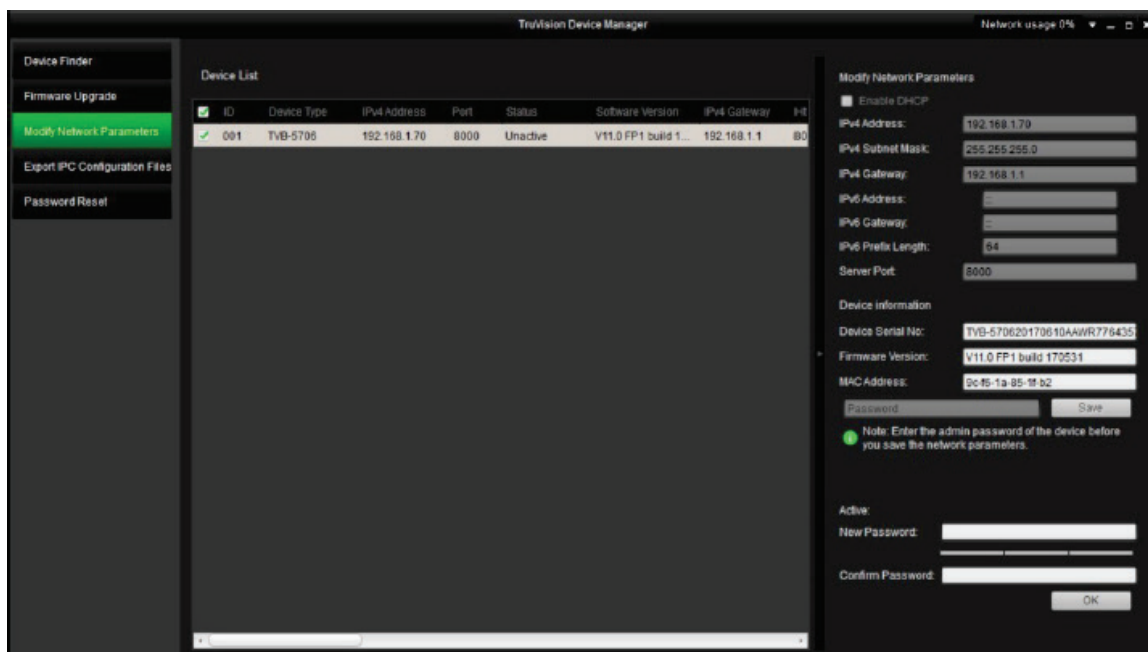 TruVision Device Manager
Network usage 0%
Device Finder
Firmware Upgrade
Modify Network Parameters
Export IPC Configuration Files
Password Reset
Device List
ID Device Type IPv4 Address Port Status Software Version IPv4 Gateway
001 TVB-5706 192.168.1.70 8000 Unactive V11.0 FP1 build 1... 192.168.1.1 80
Modify Network Parameters
Enable DHCP
IPv4 Address: 192.168.1.70
IPv4 Subnet Mask: 255.255.255.0
IPv4 Gateway: 192.168.1.1
IPv6 Address: ::
IPv6 Gateway: ::
IPv6 Prefix Length: 64
Server Port: 8000
Device information
Device Serial No: TVB-570620170610AAWR776435
Firmware Version: V11.0 FP1 build 170531
MAC Address: 9c-f6-1a-85-1f-b2
Password Save
Note: Enter the admin password of the device before
you save the network parameters.
Active:
New Password:
Confirm Password:
OK